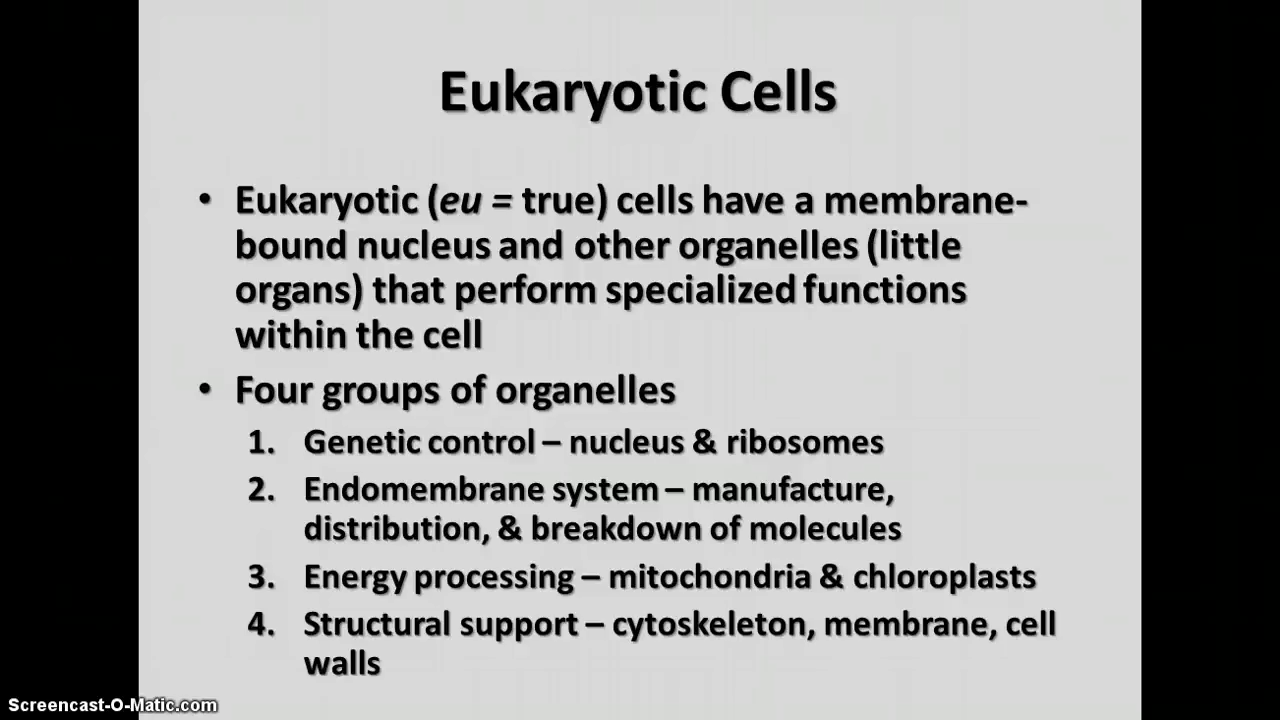 Eukaryotic Cells
• Eukaryotic (eu = true) cells have a membrane-
bound nucleus and other organelles (little
organs) that perform specialized functions
within the cell
• Four groups of organelles
1. Genetic control – nucleus & ribosomes
2. Endomembrane system – manufacture,
distribution, & breakdown of molecules
3. Energy processing – mitochondria & chloroplasts
4. Structural support – cytoskeleton, membrane, cell
walls
Screencast-O-Matic.com